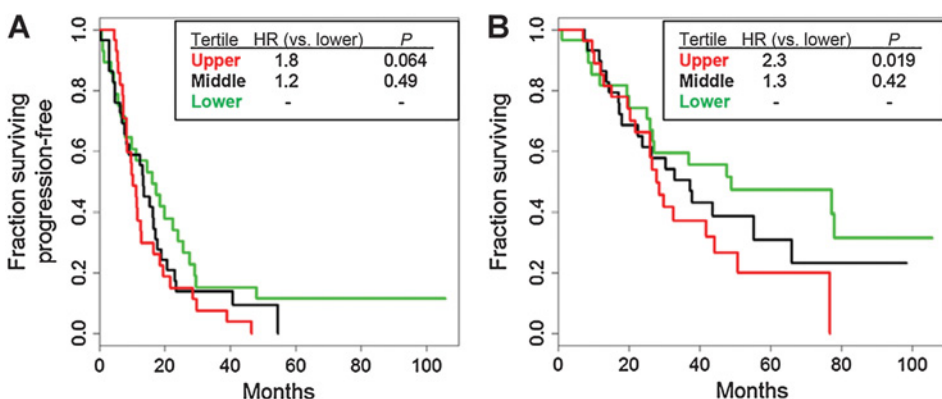 A
Tertile HR (vs. lower) P
Upper 1.8 0.064
Middle 1.2 0.49
Lower - -
Fraction surviving
progression-free
0.0 0.2 0.4 0.6 0.8 1.0
0 20 40 60 80 100
Months
B
Tertile HR (vs. lower) P
Upper 2.3 0.019
Middle 1.3 0.42
Lower - -
Fraction surviving
0.0 0.2 0.4 0.6 0.8 1.0
0 20 40 60 80 100
Months